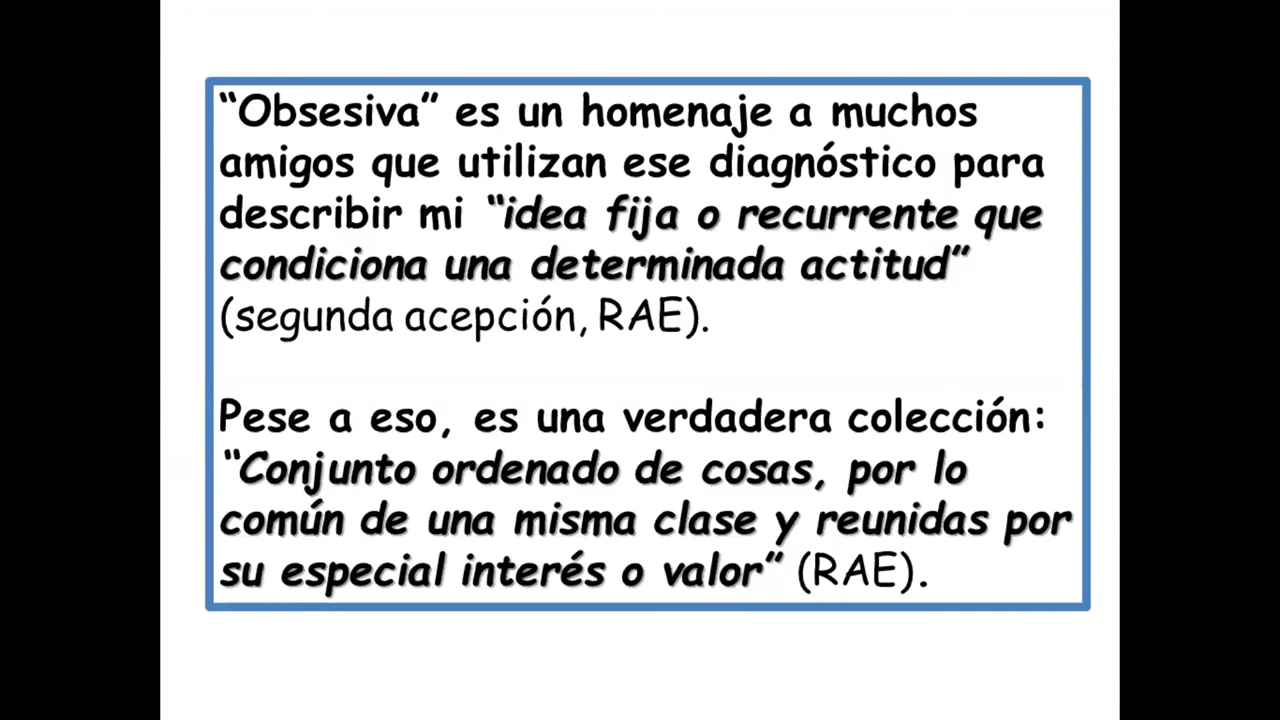 “Obsesiva” es un homenaje a muchos
amigos que utilizan ese diagnóstico para
describir mi “idea fija o recurrente que
condiciona una determinada actitud”
(segunda acepción, RAE).
Pese a eso, es una verdadera colección:
“Conjunto ordenado de cosas, por lo
común de una misma clase y reunidas por
su especial interés o valor” (RAE).